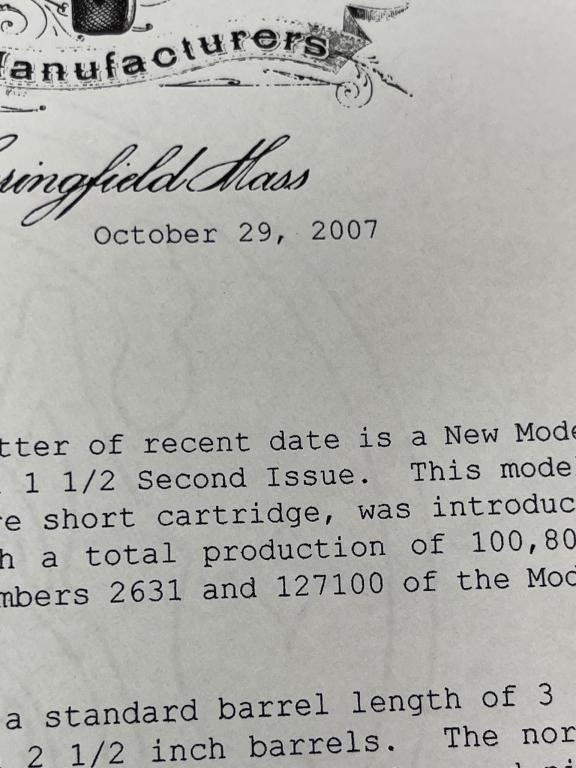 anufacturers
ringfield Mass
October 29, 2007
tter of recent date is a New Mode
1 1/2 Second Issue. This model
re short cartridge, was introduc
h a total production of 100,80
mbers 2631 and 127100 of the Mod
a standard barrel length of 3
2 1/2 inch barrels. The nor